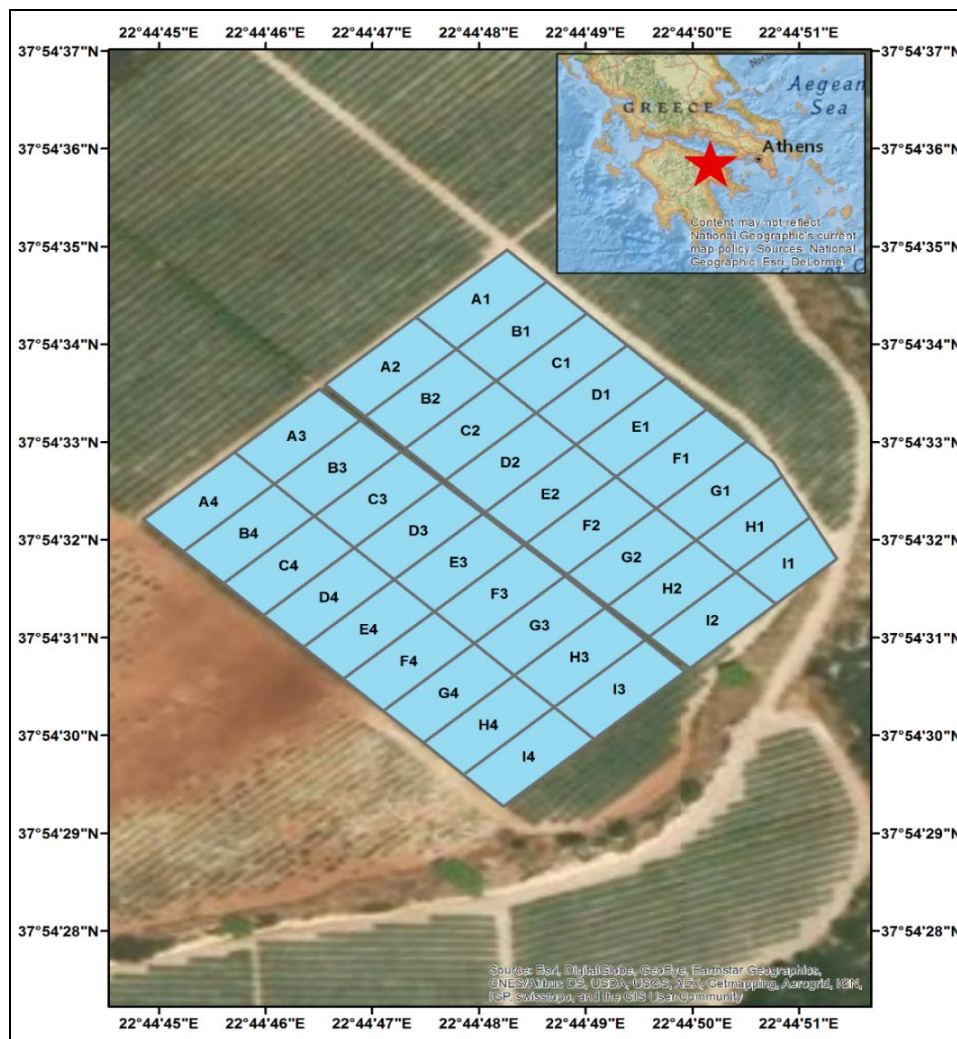 22°44'45"E 22°44'46"E 22°44'47"E 22°44'48"E 22°44'49"E 22°44'50"E 22°44'51"E
37°54'37"N 37°54'37"N
Aegean
Sea
GREECE
Athens
37°54'36"N 37°54'36"N
Content may not reflect
National Geographic's current
map policy. Sources: National
Geographic, Esri, DeLorme,
37°54'35"N 37°54'35"N
A1
B1
37°54'34"N 37°54'34"N
A2
C1
B2
D1
A3
C2
E1
37°54'33"N 37°54'33"N
B3
D2
F1
A4
C3
E2
G1
B4
D3
F2
H1
37°54'32"N 37°54'32"N
C4
E3
G2
I1
D4
F3
H2
E4
G3
I2
37°54'31"N 37°54'31"N
F4
H3
G4
I3
H4
37°54'30"N 37°54'30"N
I4
37°54'29"N 37°54'29"N
37°54'28"N 37°54'28"N
Source: Esri, DigitalGlobe, GeoEye, Earthstar Geographics,
CNES/Airbus DS, USDA, USGS, AEX, Getmapping, Aerogrid, IGN,
IGP, swisstopo, and the GIS User Community
22°44'45"E 22°44'46"E 22°44'47"E 22°44'48"E 22°44'49"E 22°44'50"E 22°44'51"E